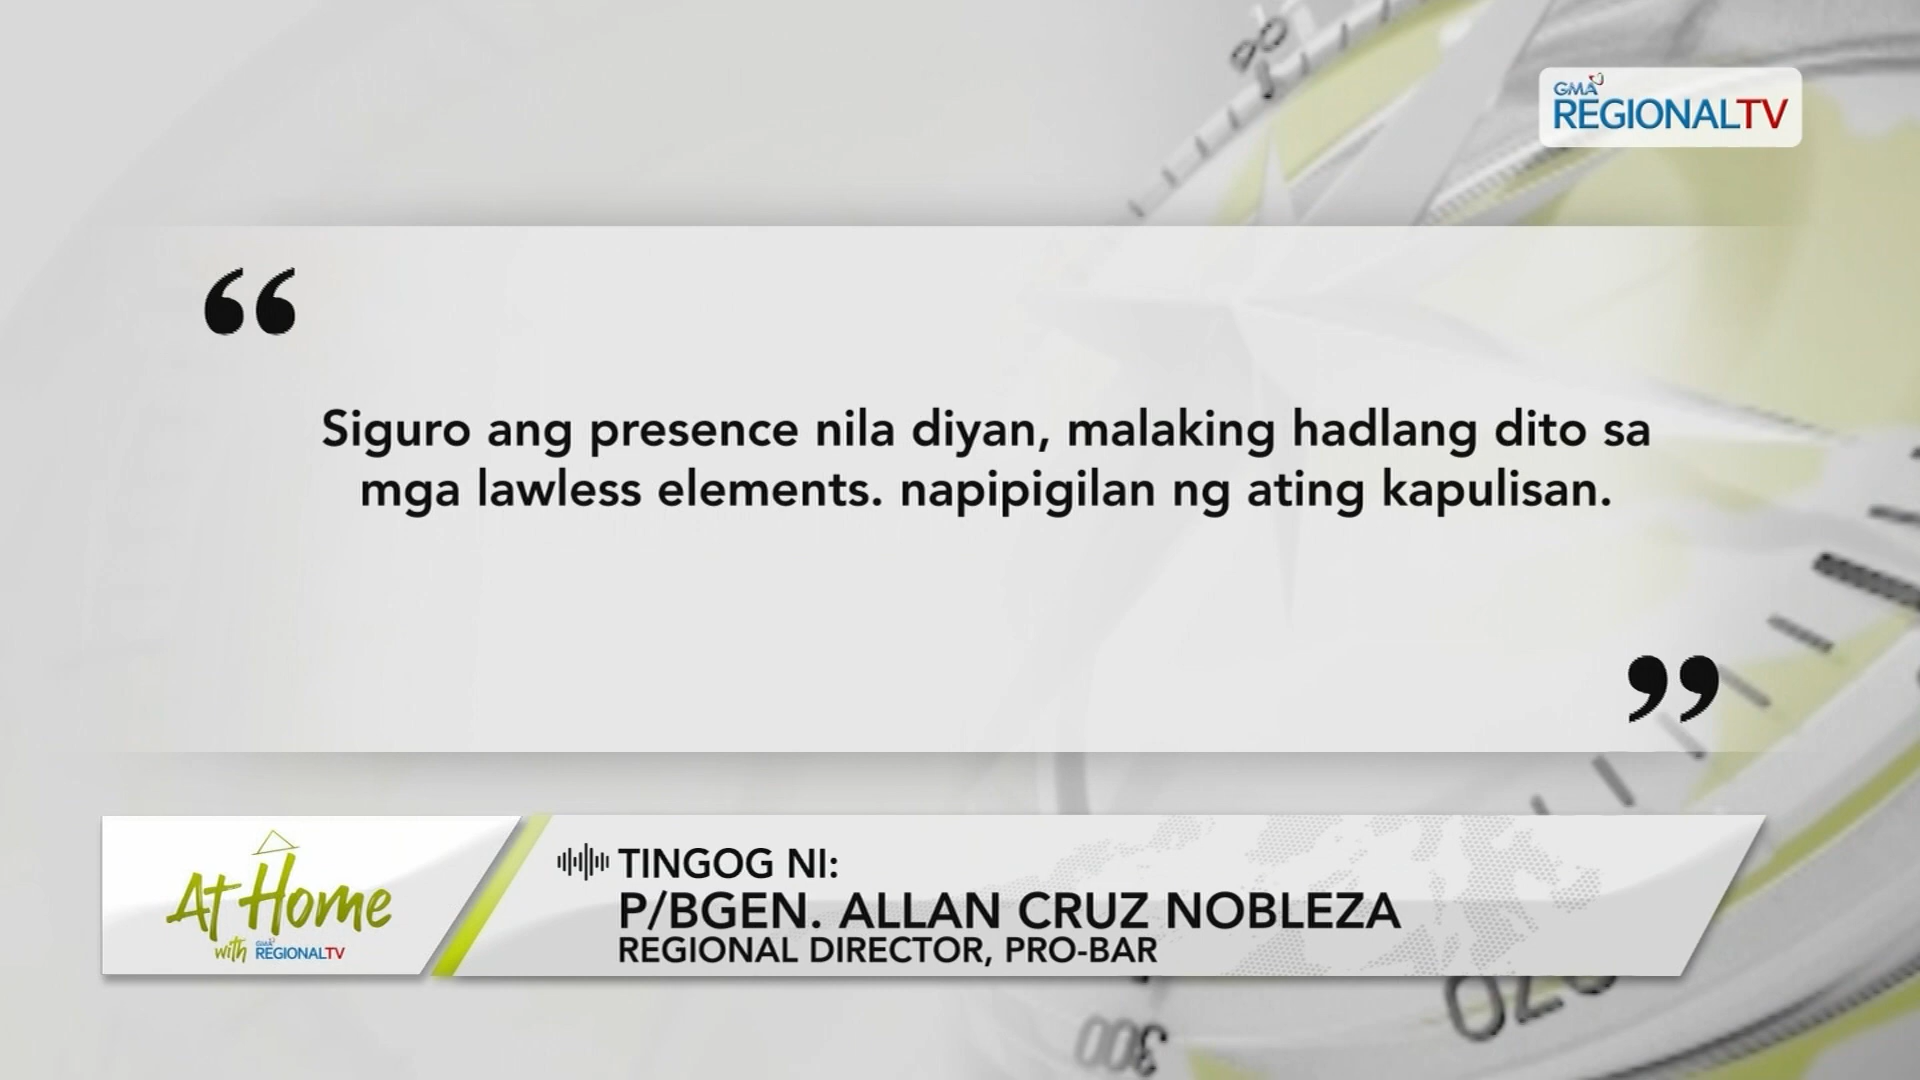 GMA
REGIONALTV
“
Siguro ang presence nila diyan, malaking hadlang dito sa
mga lawless elements. napipigilan ng ating kapulisan.
”
At Home
with GMA REGIONALTV
TINGOG NI:
P/BGEN. ALLAN CRUZ NOBLEZA
REGIONAL DIRECTOR, PRO-BAR
300